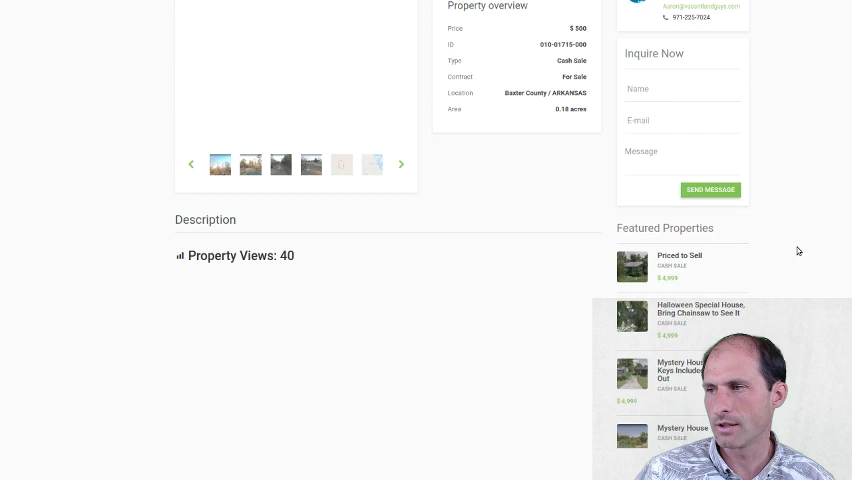 Property overview
Price $ 500
ID 010-01715-000
Type Cash Sale
Contract For Sale
Location Baxter County / ARKANSAS
Area 0.18 acres
971-225-7024
Inquire Now
Name
E-mail
Message
SEND MESSAGE
Description
Property Views: 40
Featured Properties
Priced to Sell
CASH SALE
$ 4,999
Halloween Special House,
Bring Chainsaw to See It
CASH SALE
$ 4,999
Mystery
Keys
Out
CASH SALE
$ 4,999
Mystery House
CASH SALE